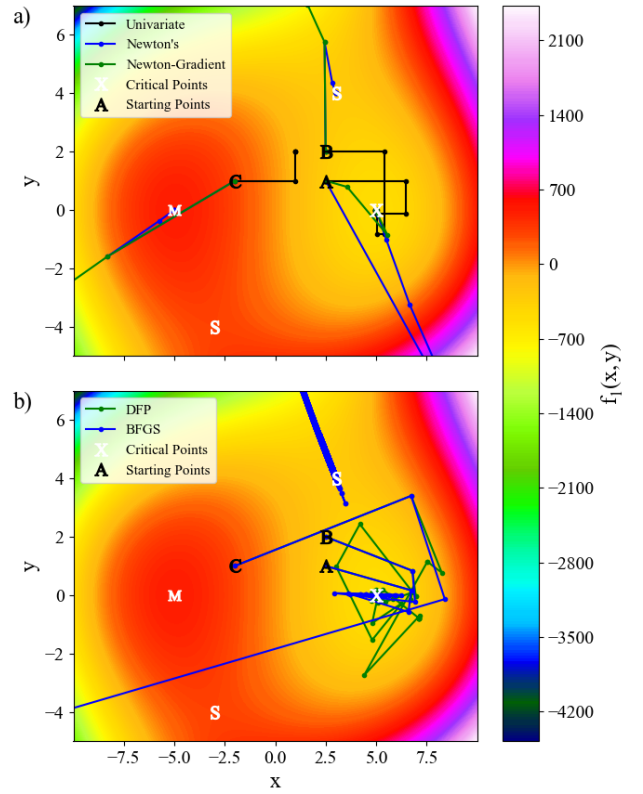 a)
Univariate
Newton's
Newton-Gradient
X Critical Points
A Starting Points
S
B
A
C
M
X
S
y
6
4
2
0
−2
−4
b)
DFP
BFGS
X Critical Points
A Starting Points
S
B
C
A
M
X
S
y
6
4
2
0
−2
−4
−7.5 −5.0 −2.5 0.0 2.5 5.0 7.5
x
2100
1400
700
0
−700
−1400
−2100
−2800
−3500
−4200
f1(x, y)